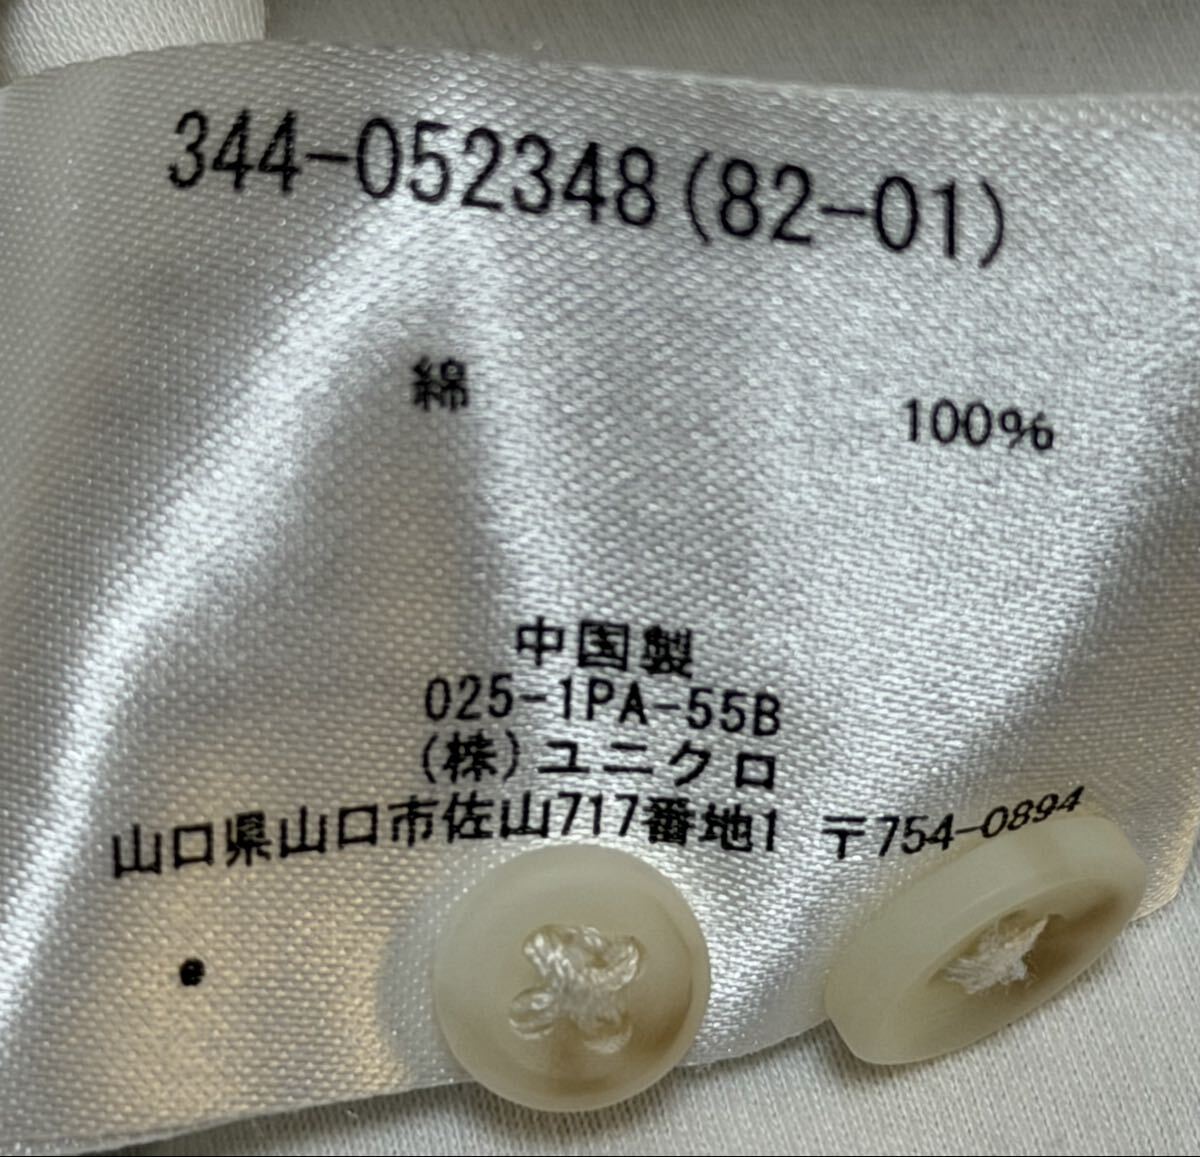 344-052348(82-01)
綿 100%
中国製
025-1PA-55B
(株)ユニクロ
山口県山口市佐山717番地1 〒754-0894